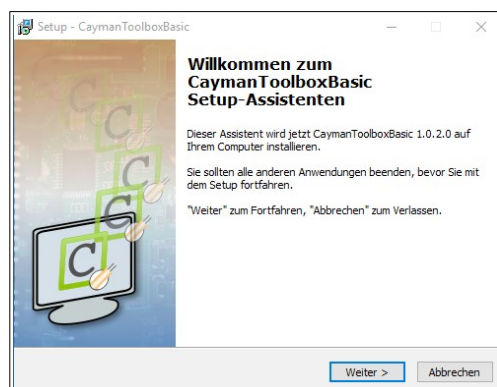 Setup - CaymanToolboxBasic
Willkommen zum
CaymanToolboxBasic
Setup-Assistenten
Dieser Assistent wird jetzt CaymanToolboxBasic 1.0.2.0 auf
Ihrem Computer installieren.
Sie sollten alle anderen Anwendungen beenden, bevor Sie mit
dem Setup fortfahren.
"Weiter" zum Fortfahren, "Abbrechen" zum Verlassen.
C
C
C
C
Weiter >
Abbrechen